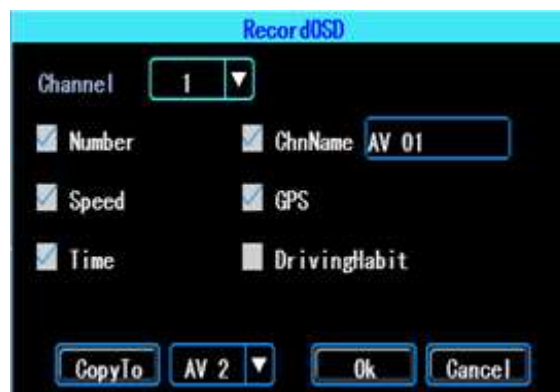 RecordOSD
Channel 1
Number ChnName AV 01
Speed GPS
Time DrivingHabit
CopyTo AV 2 Ok Cancel